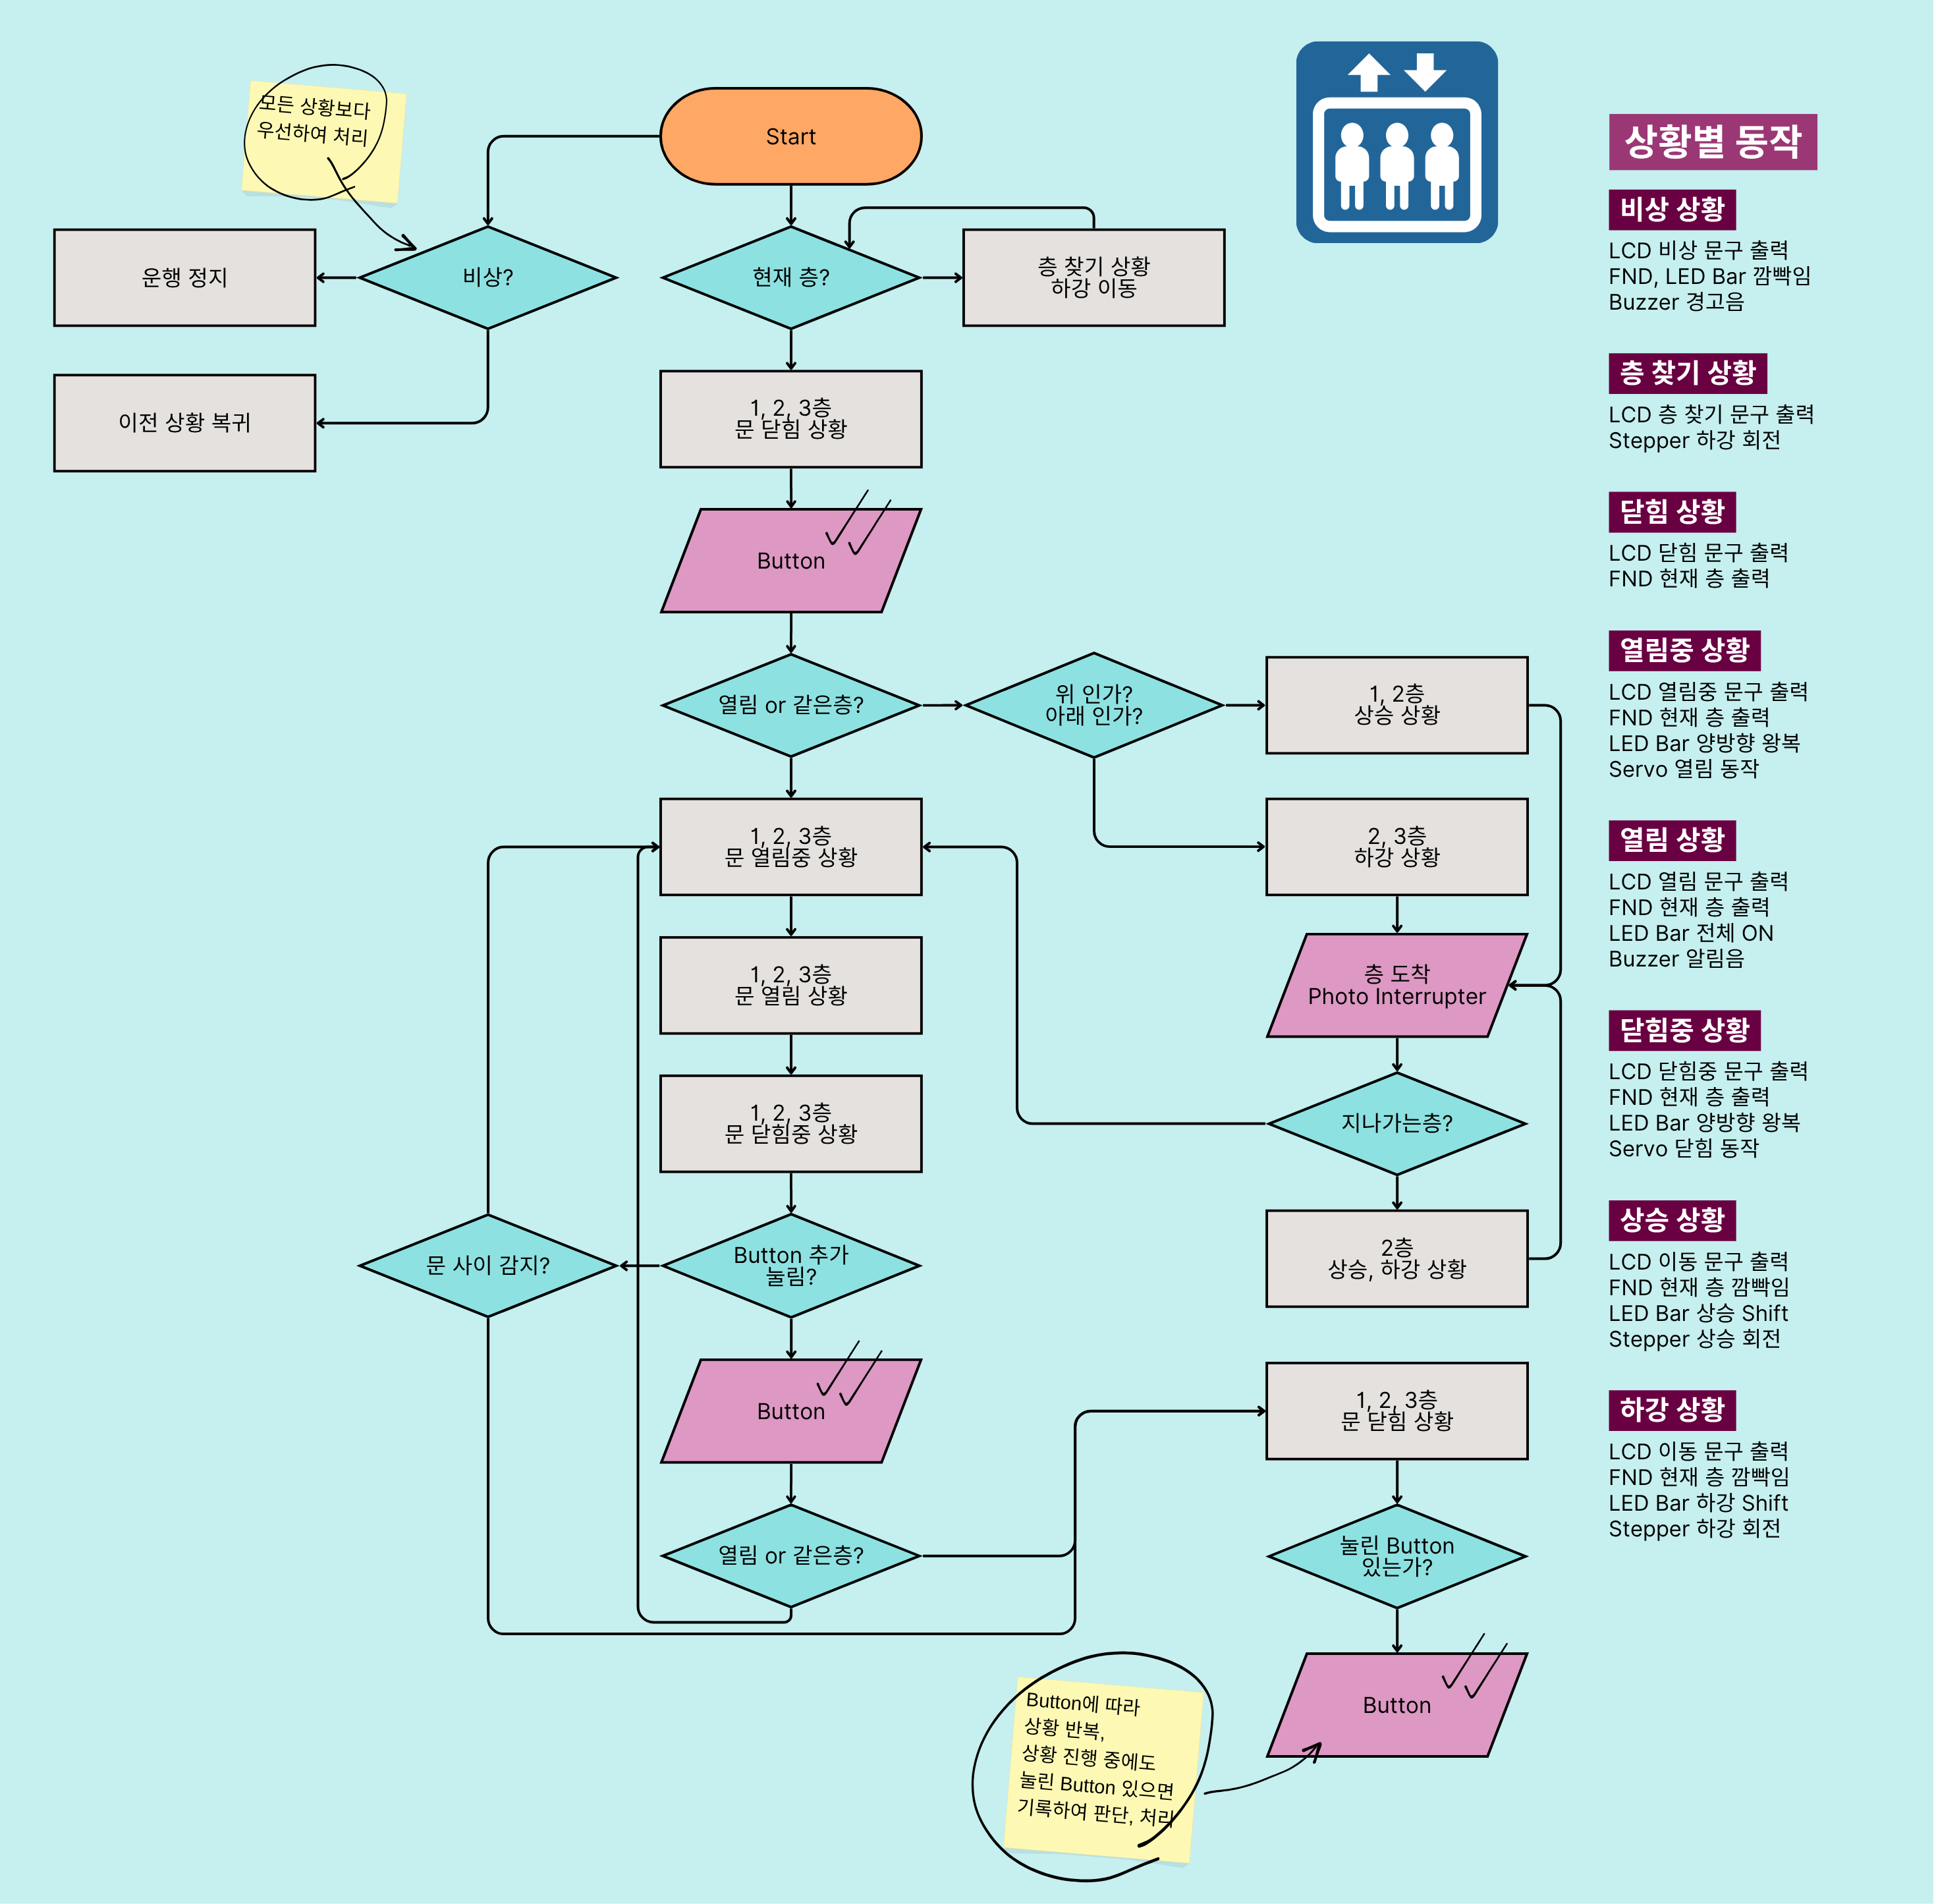 모든 상황보다
우선하여 처리
Start
비상?
운행 정지
이전 상황 복귀
현재 층?
층 찾기 상황
하강 이동
1, 2, 3층
문 닫힘 상황
Button
열림 or 같은층?
위 인가?
아래 인가?
1, 2층
상승 상황
2, 3층
하강 상황
1, 2, 3층
문 열림중 상황
1, 2, 3층
문 열림 상황
층 도착
Photo Interrupter
1, 2, 3층
문 닫힘중 상황
지나가는층?
2층
상승, 하강 상황
문 사이 감지?
Button 추가
눌림?
Button
열림 or 같은층?
1, 2, 3층
문 닫힘 상황
눌린 Button
있는가?
Button
Button에 따라
상황 반복,
상황 진행 중에도
눌린 Button 있으면
기록하여 판단, 처리
상황별 동작
비상 상황
LCD 비상 문구 출력
FND, LED Bar 깜빡임
Buzzer 경고음
층 찾기 상황
LCD 층 찾기 문구 출력
Stepper 하강 회전
닫힘 상황
LCD 닫힘 문구 출력
FND 현재 층 출력
열림중 상황
LCD 열림중 문구 출력
FND 현재 층 출력
LED Bar 양방향 왕복
Servo 열림 동작
열림 상황
LCD 열림 문구 출력
FND 현재 층 출력
LED Bar 전체 ON
Buzzer 알림음
닫힘중 상황
LCD 닫힘중 문구 출력
FND 현재 층 출력
LED Bar 양방향 왕복
Servo 닫힘 동작
상승 상황
LCD 이동 문구 출력
FND 현재 층 깜빡임
LED Bar 상승 Shift
Stepper 상승 회전
하강 상황
LCD 이동 문구 출력
FND 현재 층 깜빡임
LED Bar 하강 Shift
Stepper 하강 회전